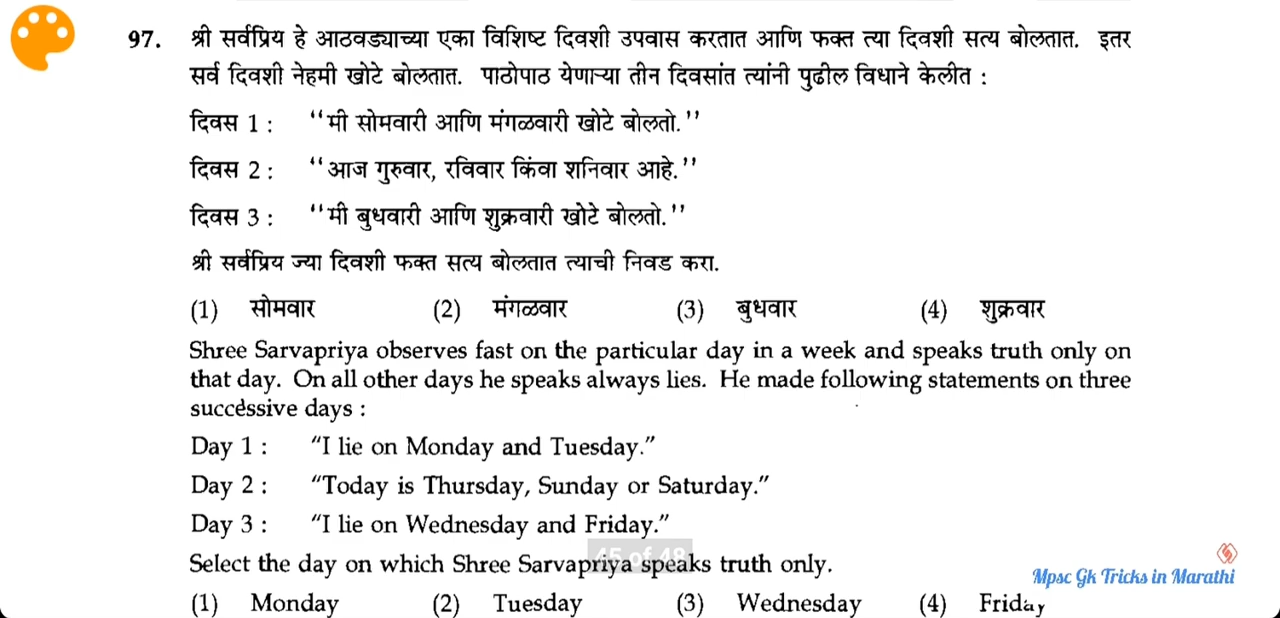 97. श्री सर्वप्रिय हे आठवड्याच्या एका विशिष्ट दिवशी उपवास करतात आणि फक्त त्या दिवशी सत्य बोलतात. इतर
सर्व दिवशी नेहमी खोटे बोलतात. पाठोपाठ येणाऱ्या तीन दिवसांत त्यांनी पुढील विधाने केलीत :
दिवस 1 : ‘‘मी सोमवारी आणि मंगळवारी खोटे बोलतो.’’
दिवस 2 : ‘‘आज गुरुवार, रविवार किंवा शनिवार आहे.’’
दिवस 3 : ‘‘मी बुधवारी आणि शुक्रवारी खोटे बोलतो.’’
श्री सर्वप्रिय ज्या दिवशी फक्त सत्य बोलतात त्याची निवड करा.
(1) सोमवार (2) मंगळवार (3) बुधवार (4) शुक्रवार
Shree Sarvapriya observes fast on the particular day in a week and speaks truth only on
that day. On all other days he speaks always lies. He made following statements on three
successive days :
Day 1 : “I lie on Monday and Tuesday.”
Day 2 : “Today is Thursday, Sunday or Saturday.”
Day 3 : “I lie on Wednesday and Friday.”
45 of 48
Select the day on which Shree Sarvapriya speaks truth only.
Mpsc Gk Tricks in Marathi
(1) Monday (2) Tuesday (3) Wednesday (4) Friday